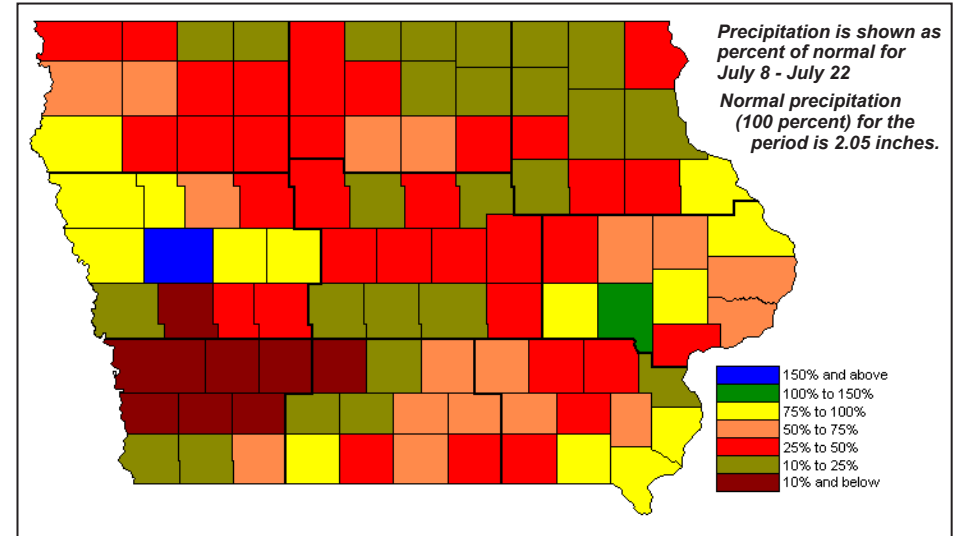 Precipitation is shown as
percent of normal for
July 8 - July 22
Normal precipitation
(100 percent) for the
period is 2.05 inches.
150% and above
100% to 150%
75% to 100%
50% to 75%
25% to 50%
10% to 25%
10% and below